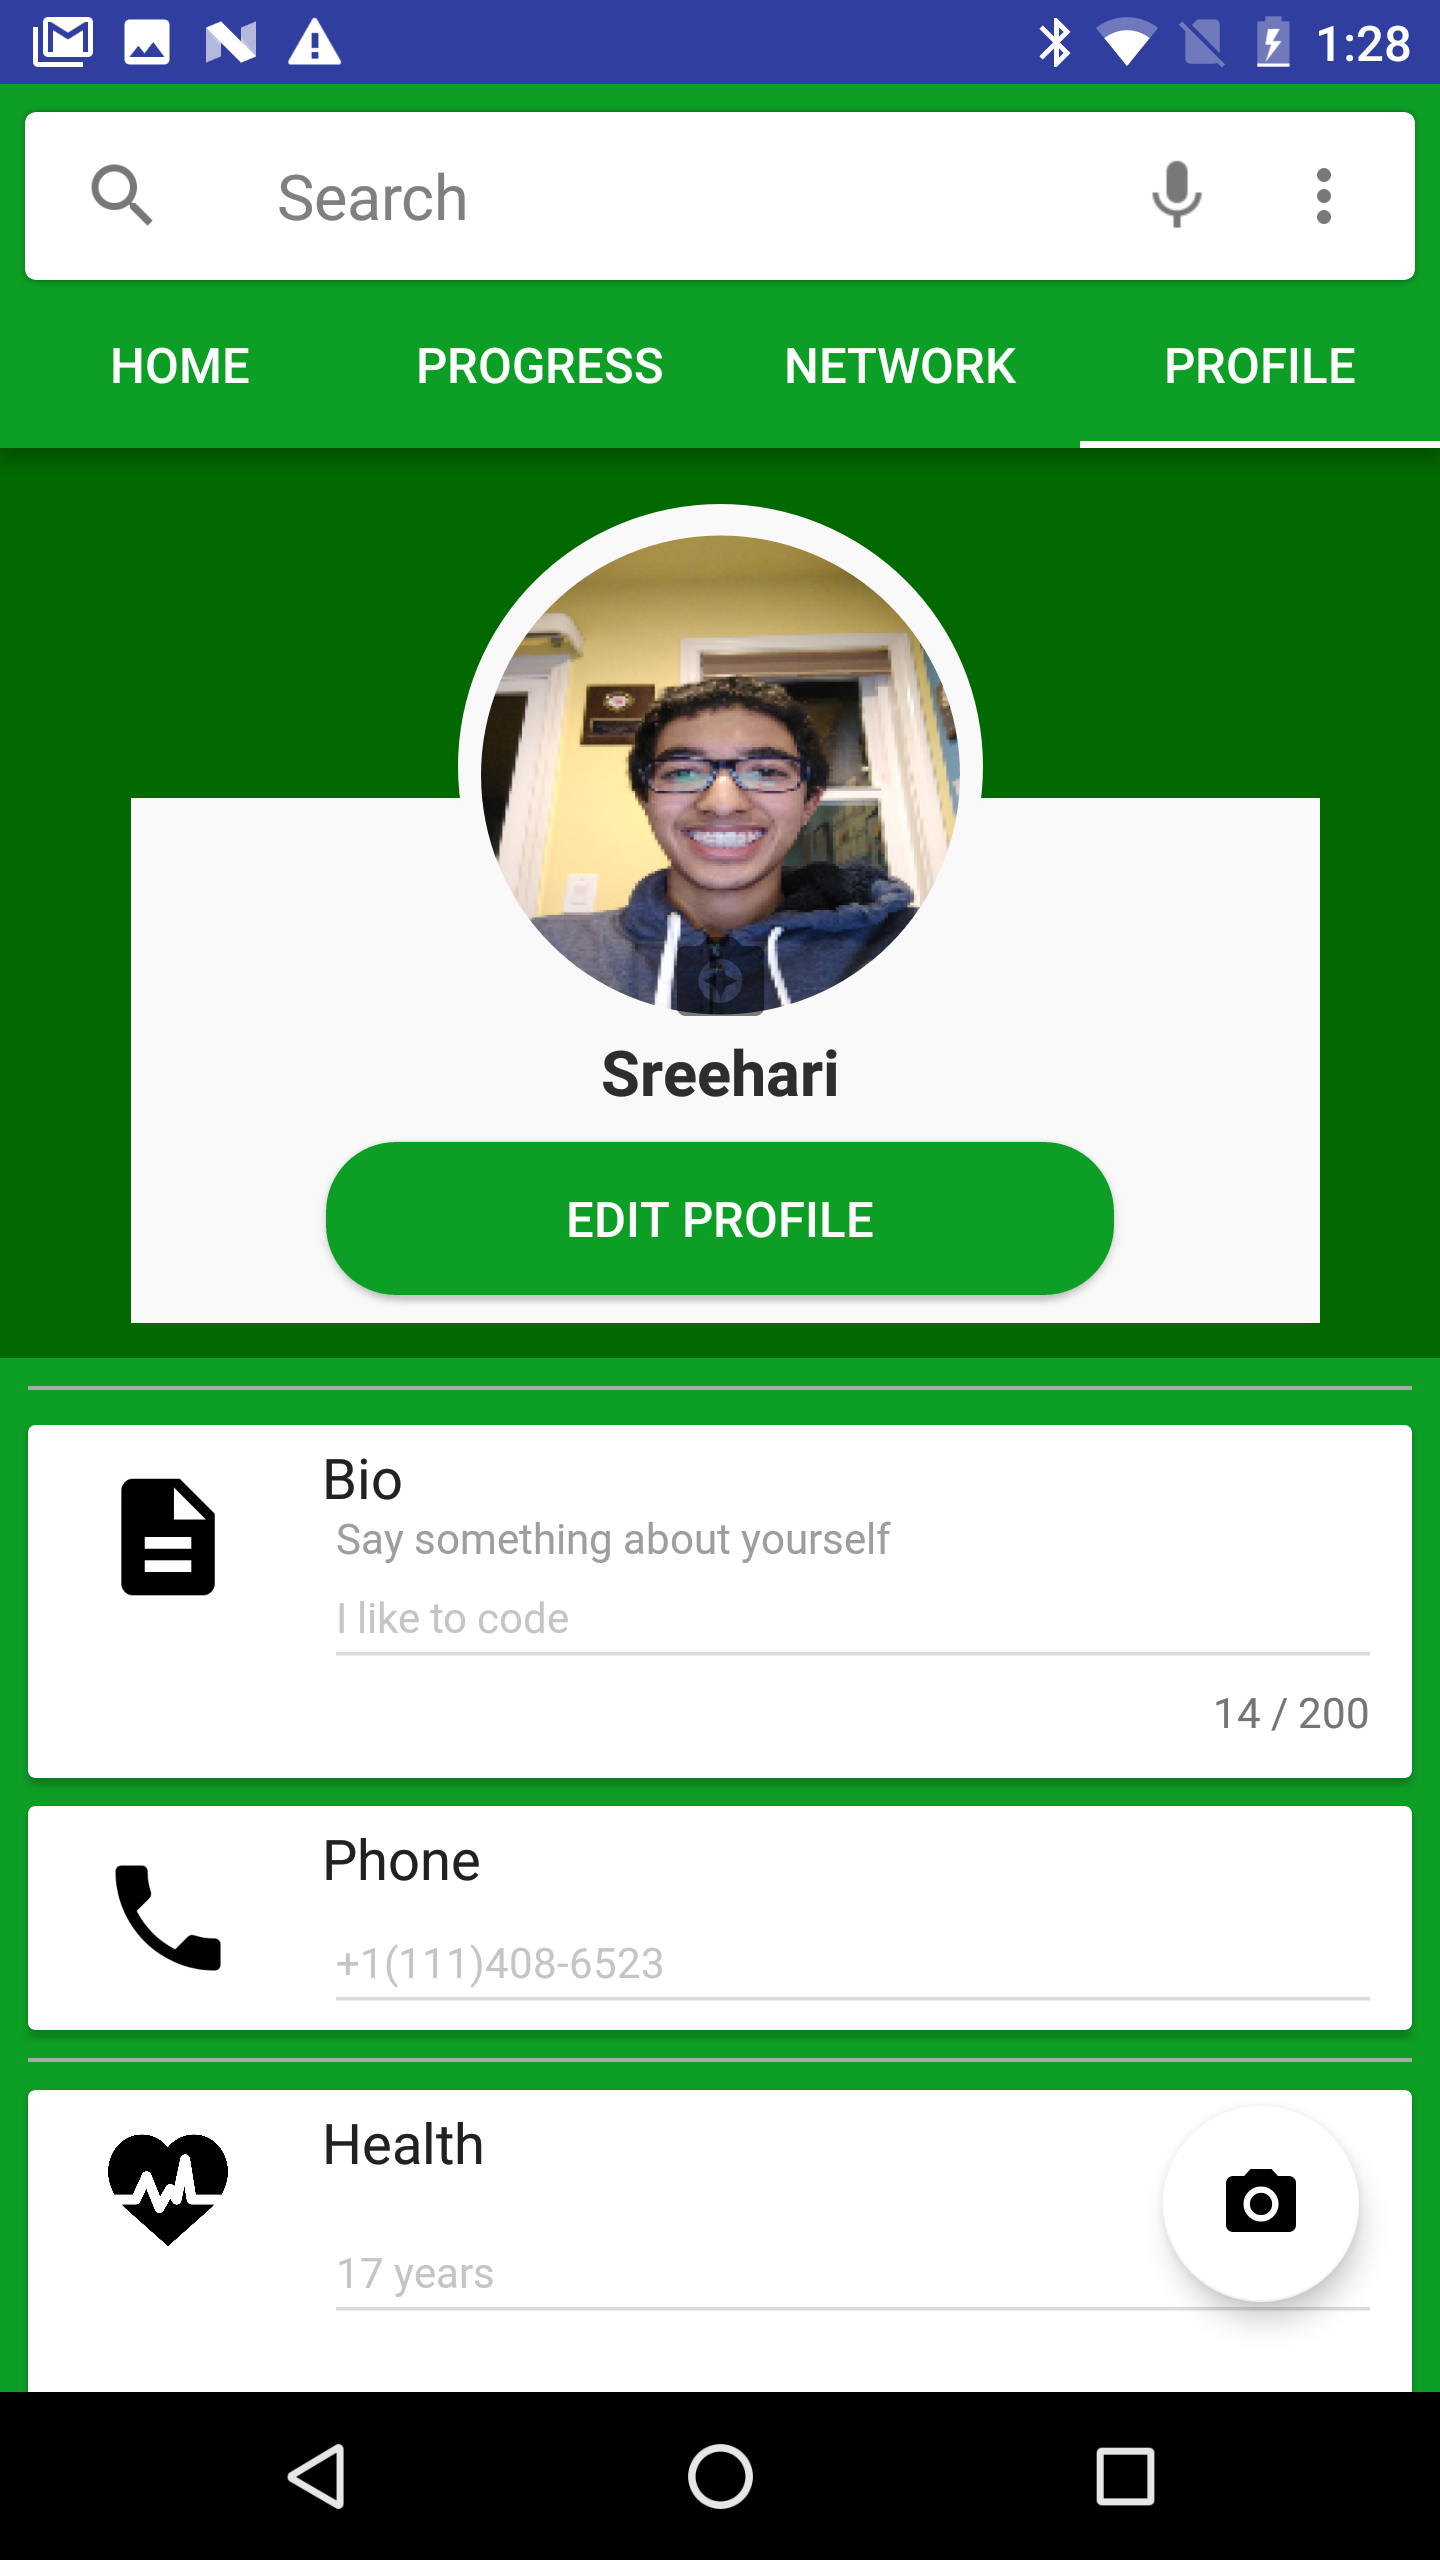 1:28
Search
HOME PROGRESS NETWORK PROFILE
Sreehari
EDIT PROFILE
Bio
Say something about yourself
I like to code
14 / 200
Phone
+1(111)408-6523
Health
17 years